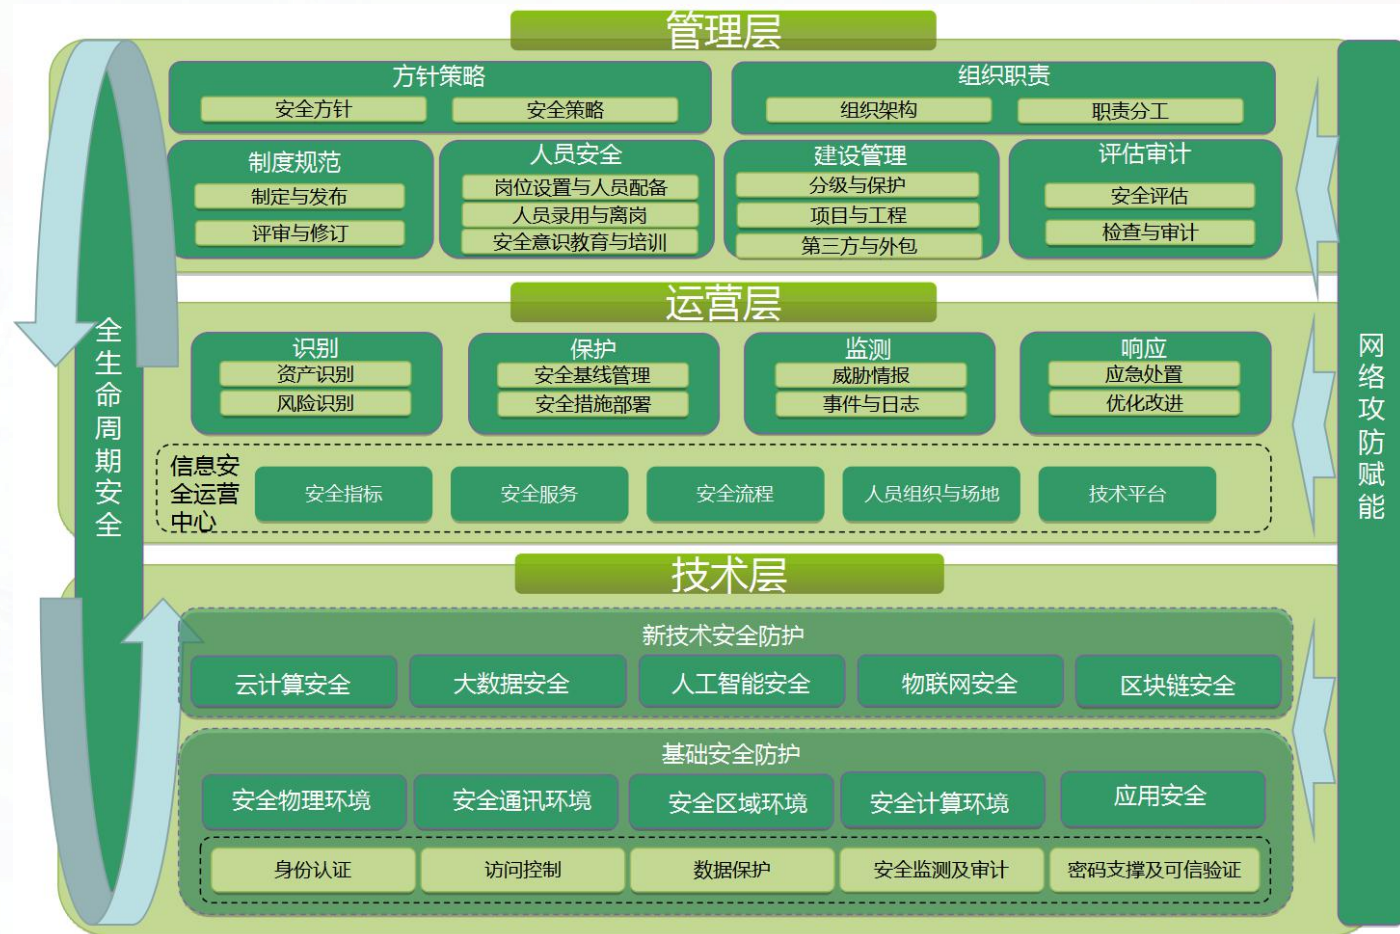 管理层
方针策略
安全方针
安全策略
组织职责
组织架构
职责分工
制度规范
制定与发布
评审与修订
人员安全
岗位设置与人员配备
人员录用与离岗
安全意识教育与培训
建设管理
分级与保护
项目与工程
第三方与外包
评估审计
安全评估
检查与审计
全生命周期安全
网络攻防赋能
运营层
识别
资产识别
风险识别
保护
安全基线管理
安全措施部署
监测
威胁情报
事件与日志
响应
应急处置
优化改进
信息安
全运营
中心
安全指标
安全服务
安全流程
人员组织与场地
技术平台
技术层
新技术安全防护
云计算安全
大数据安全
人工智能安全
物联网安全
区块链安全
基础安全防护
安全物理环境
安全通讯环境
安全区域环境
安全计算环境
应用安全
身份认证
访问控制
数据保护
安全监测及审计
密码支撑及可信验证